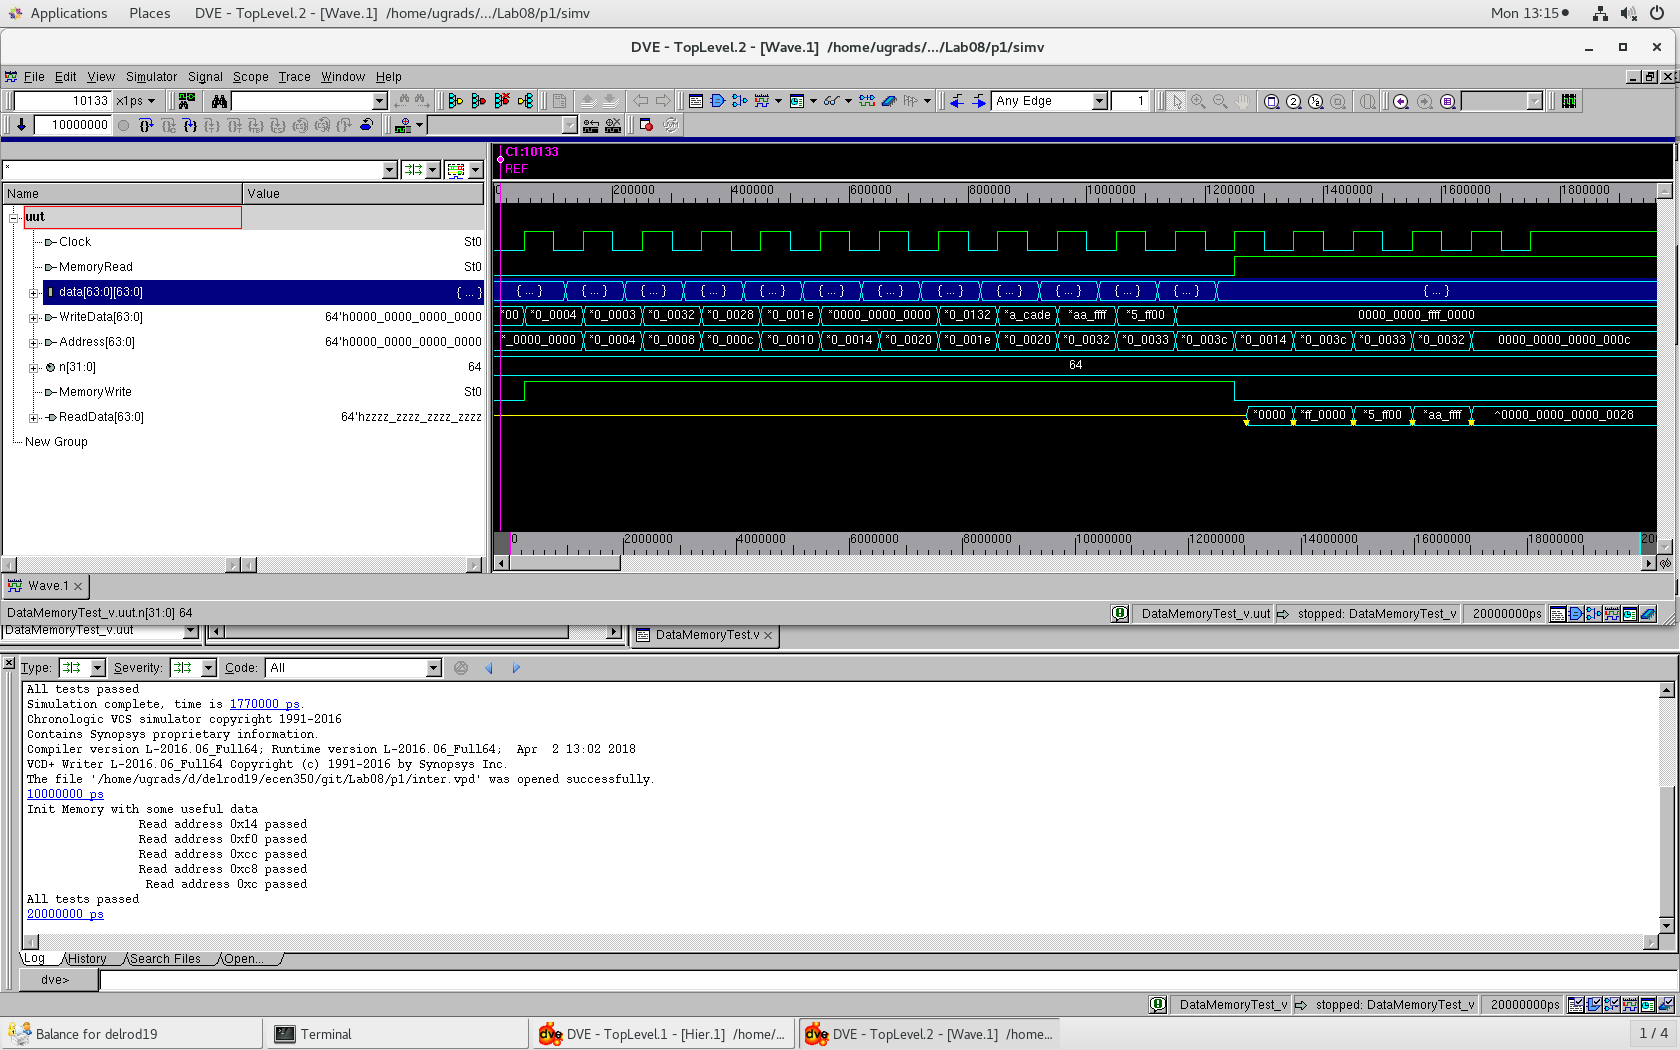 Applications Places DVE - TopLevel.2 - [Wave.1]  /home/ugrads/.../Lab08/p1/simv Mon 13:15
DVE - TopLevel.2 - [Wave.1]  /home/ugrads/.../Lab08/p1/simv
File Edit View Simulator Signal Scope Trace Window Help
10133 x1ps Any Edge 1
10000000
C1:10133
REF
*
Name Value
0 200000 400000 600000 800000 1000000 1200000 1400000 1600000 1800000
uut
Clock St0
MemoryRead St0
data[63:0][63:0] { ... } { ... } { ... } { ... } { ... } { ... } { ... } { ... } { ... } { ... } { ... } { ... } { ... } { ... }
WriteData[63:0] 64'h0000_0000_0000_0000 *00 *0_0004 *0_0003 *0_0032 *0_0028 *0_001e *0000_0000_0000 *0_0132 *a_cade *aa_ffff *5_ff00 0000_0000_ffff_0000
Address[63:0] 64'h0000_0000_0000_0000 *_0000_0000 *0_0004 *0_0008 *0_000c *0_0010 *0_0014 *0_0020 *0_001e *0_0020 *0_0032 *0_0033 *0_003c *0_0014 *0_003c *0_0033 *0_0032 0000_0000_0000_000c
n[31:0] 64 64
MemoryWrite St0
ReadData[63:0] 64'hzzzz_zzzz_zzzz_zzzz *0000 *ff_0000 *5_ff00 *aa_ffff ^0000_0000_0000_0028
New Group
0 2000000 4000000 6000000 8000000 10000000 12000000 14000000 16000000 18000000 20
Wave.1
DataMemoryTest_v.uut.n[31:0] 64 DataMemoryTest_v.uut stopped: DataMemoryTest_v 20000000ps
DataMemoryTest_v.uut DataMemoryTest.v
Type: Severity: Code: All
All tests passed
Simulation complete, time is 1770000 ps.
Chronologic VCS simulator copyright 1991-2016
Contains Synopsys proprietary information.
Compiler version L-2016.06_Full64; Runtime version L-2016.06_Full64;  Apr  2 13:02 2018
VCD+ Writer L-2016.06_Full64 Copyright (c) 1991-2016 by Synopsys Inc.
The file '/home/ugrads/d/delrod19/ecen350/git/Lab08/p1/inter.vpd' was opened successfully.
10000000 ps
Init Memory with some useful data
Read address 0x14 passed
Read address 0xf0 passed
Read address 0xcc passed
Read address 0xc8 passed
Read address 0xc passed
All tests passed
20000000 ps
Log History Search Files Open...
dve>
DataMemoryTest_v stopped: DataMemoryTest_v 20000000ps
Balance for delrod19 Terminal dve DVE - TopLevel.1 - [Hier.1]  /home/... dve DVE - TopLevel.2 - [Wave.1]  /home... 1 / 4